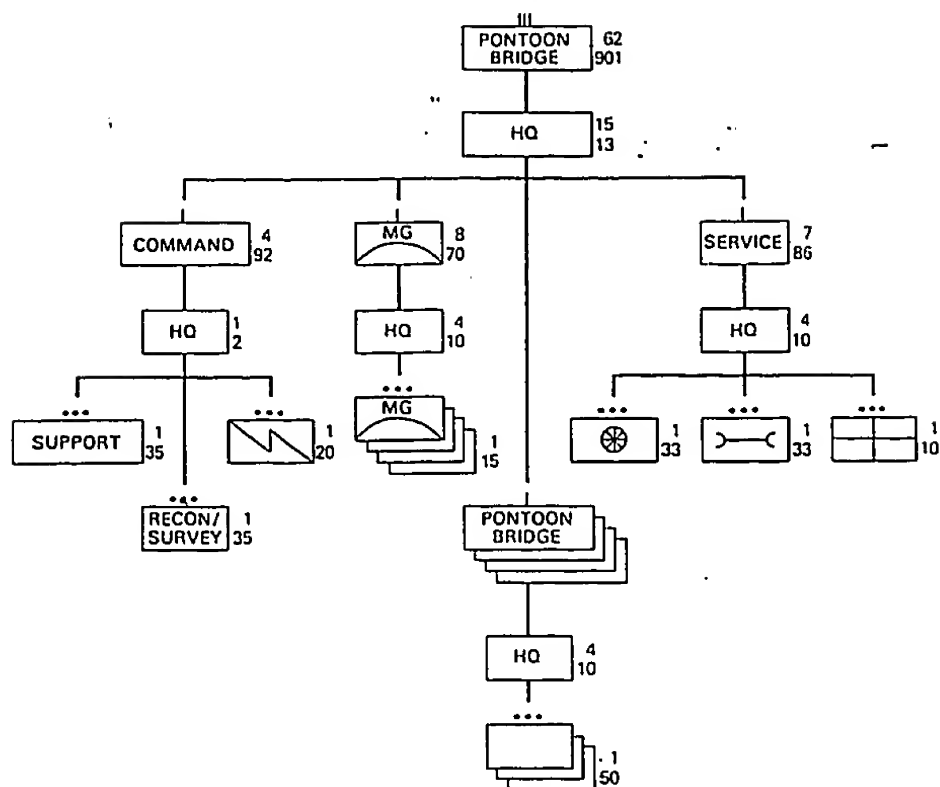 PONTOON 62
BRIDGE 901
HQ 15
13
COMMAND 4
92
MG 8
70
SERVICE 7
86
HQ 1
2
HQ 4
10
HQ 4
10
SUPPORT 1
35
1
20
MG
1
15
1
33
1
33
1
10
RECON/ 1
SURVEY 35
PONTOON
BRIDGE
HQ 4
10
1
50